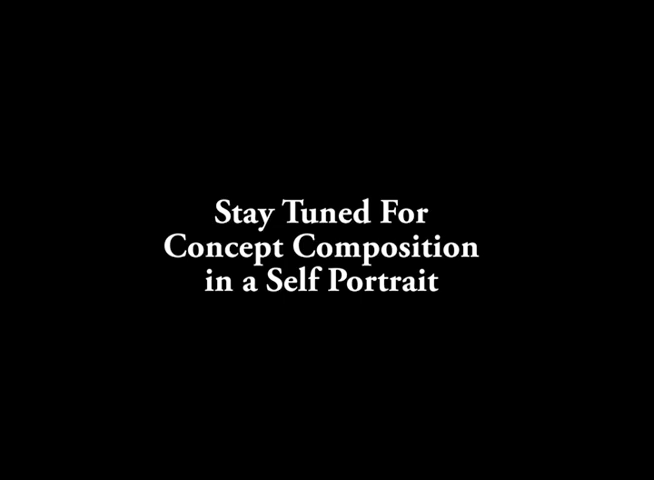 Stay Tuned For
Concept Composition
in a Self Portrait